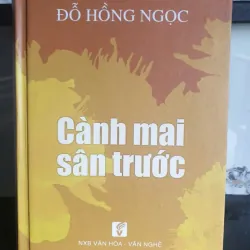 ĐỖ HỒNG NGỌC
Cành mai
sân trước
NXB VĂN HÓA - VĂN NGHỆ